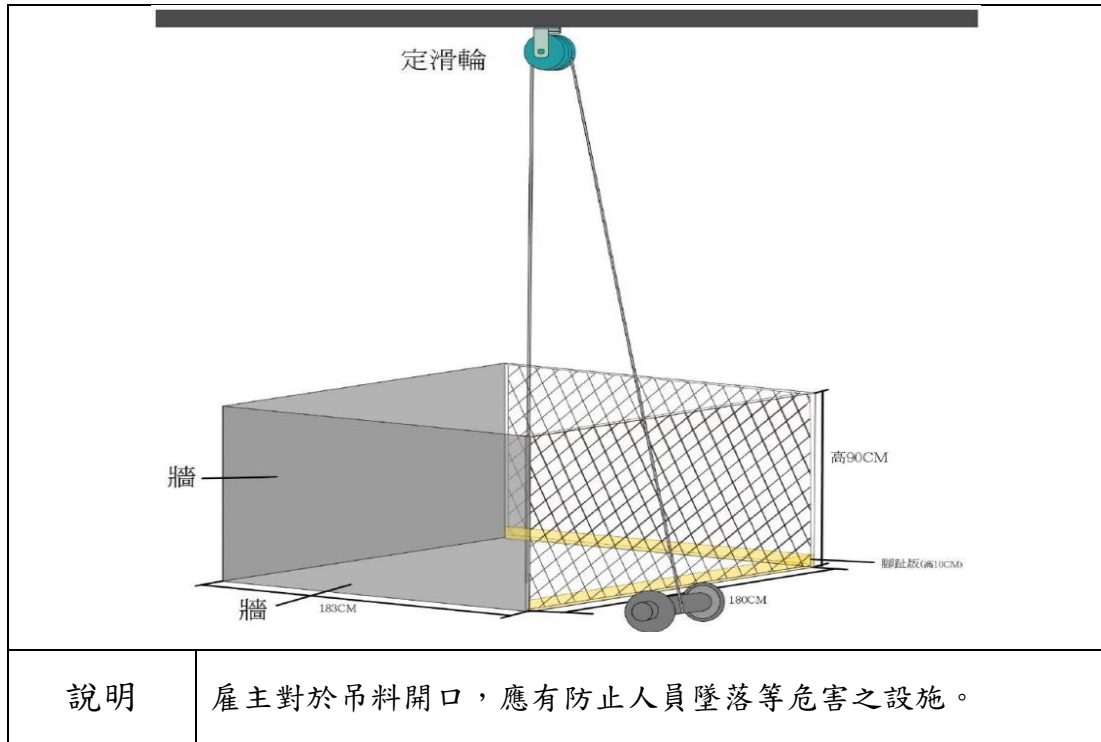 定滑輪
高90CM
牆
腳趾版(高10CM)
牆
183CM
180CM
說明
雇主對於吊料開口，應有防止人員墜落等危害之設施。